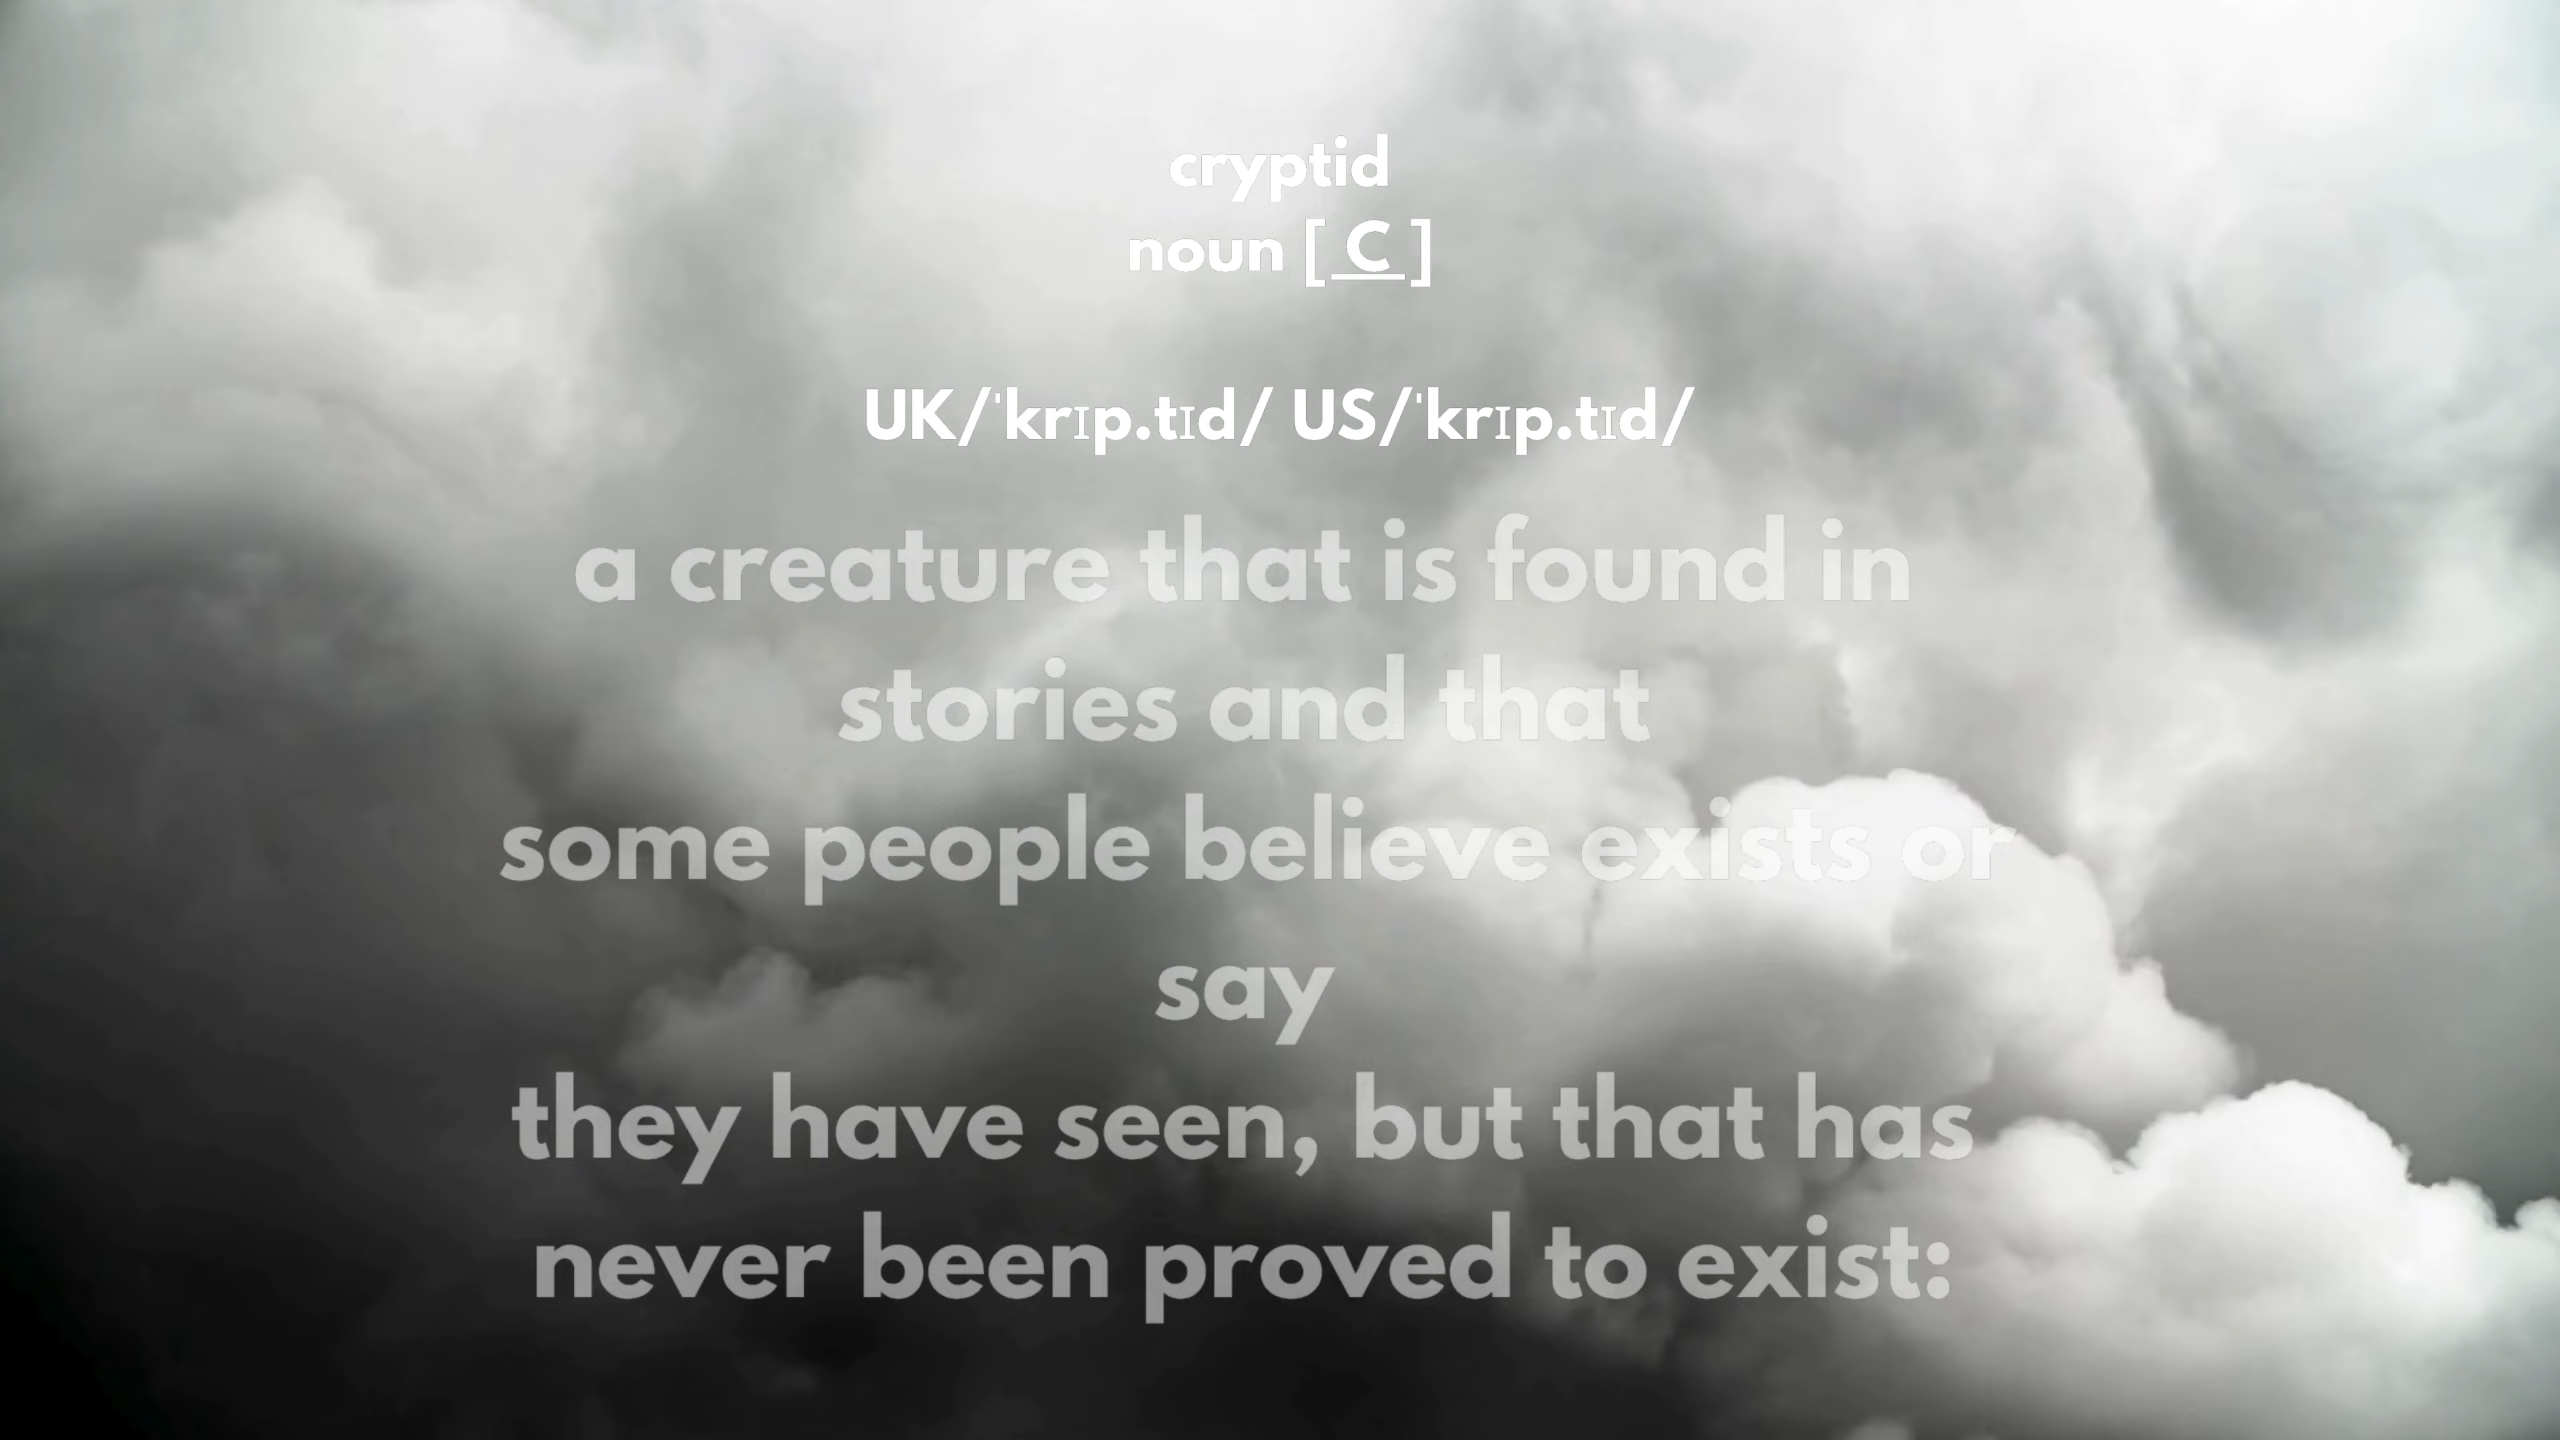 cryptid
noun [ C ]
UK/ˈkrɪp.tɪd/ US/ˈkrɪp.tɪd/
a creature that is found in
stories and that
some people believe exists or
say
they have seen, but that has
never been proved to exist: